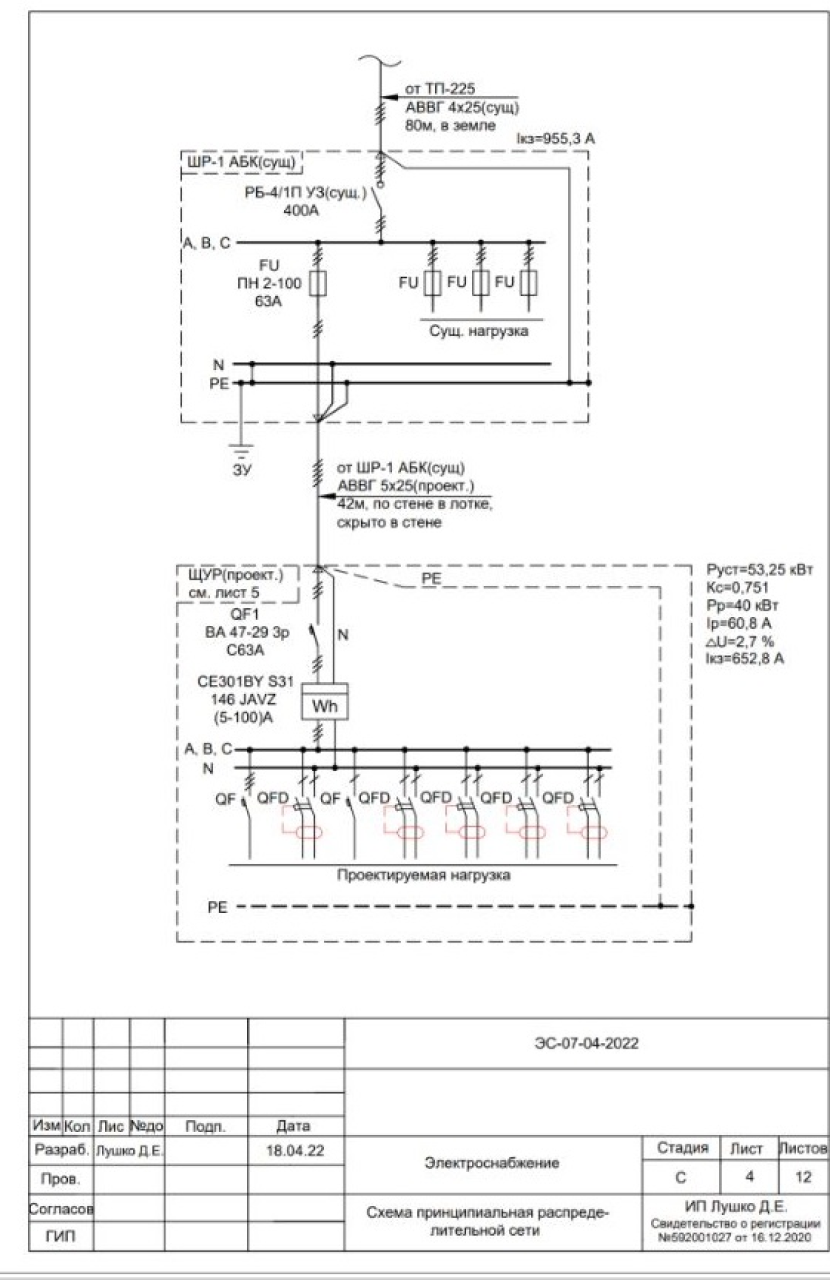 от ТП-225
АВВГ 4х25(сущ)
80м, в земле
Iкз=955,3 А
ШР-1 АБК(сущ)
РБ-4/1П УЗ(сущ.)
400А
А, В, С
FU
ПН 2-100
63А
FU
FU
FU
Сущ. нагрузка
N
РЕ
ЗУ
от ШР-1 АБК(сущ)
АВВГ 5х25(проект.)
42м, по стене в лотке,
скрыто в стене
ЩУР(проект.)
см. лист 5
РЕ
Руст=53,25 кВт
Кс=0,751
Рр=40 кВт
Iр=60,8 А
△U=2,7 %
Iкз=652,8 А
QF1
ВА 47-29 3р
С63А
N
СЕ301BY S31
146 JAVZ
(5-100)А
Wh
А, В, С
N
QF
QFD
QF
QFD
QFD
QFD
QFD
Проектируемая нагрузка
РЕ
ЭС-07-04-2022
Изм
Кол
Лис
№до
Подп.
Дата
Разраб.
Лушко Д.Е.
18.04.22
Электроснабжение
Стадия
Лист
Листов
Пров.
С
4
12
Согласов
Схема принципиальная распреде-
лительной сети
ИП Лушко Д.Е.
Свидетельство о регистрации
№592001027 от 16.12.2020
ГИП